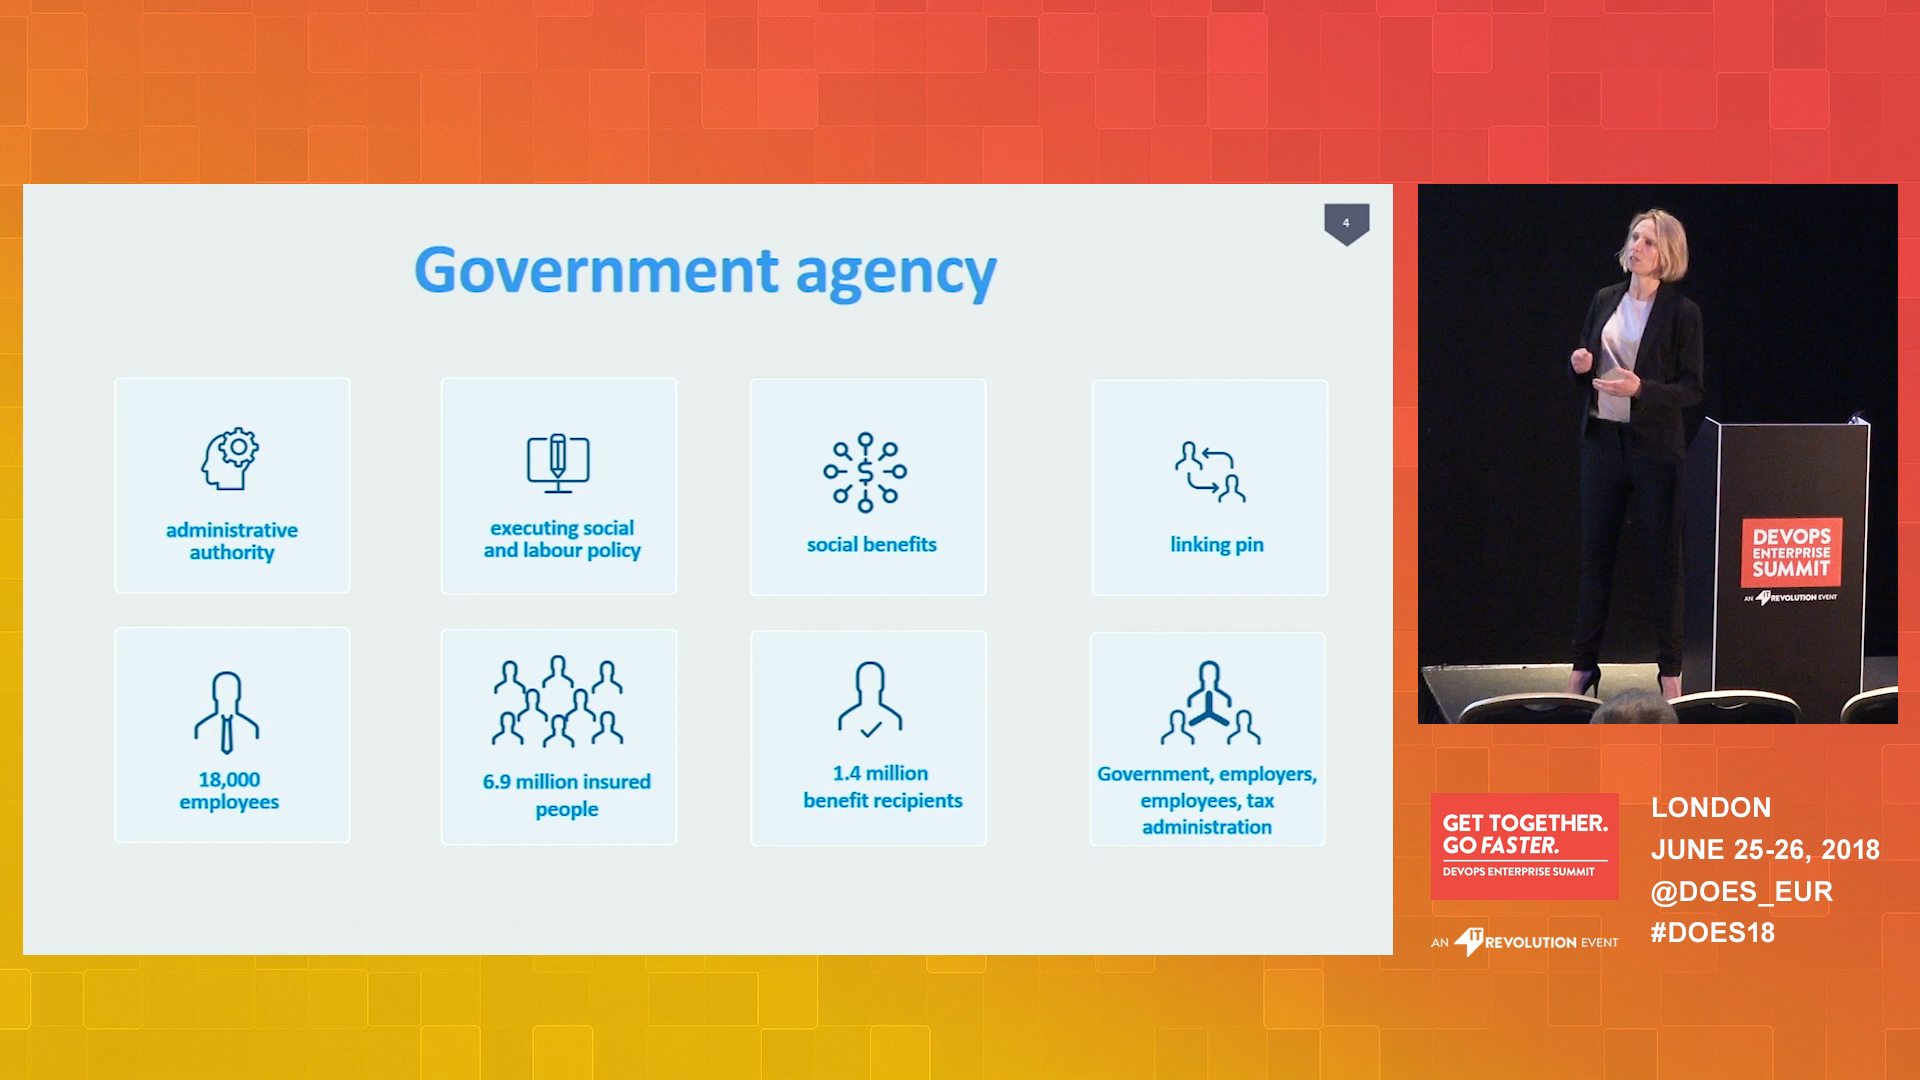 4
Government agency
administrative
authority
executing social
and labour policy
social benefits
linking pin
18,000
employees
6.9 million insured
people
1.4 million
benefit recipients
Government, employers,
employees, tax
administration
DEVOPS
ENTERPRISE
SUMMIT
AN IT REVOLUTION EVENT
GET TOGETHER.
GO FASTER.
DEVOPS ENTERPRISE SUMMIT
AN IT REVOLUTION EVENT
LONDON
JUNE 25-26, 2018
@DOES_EUR
#DOES18